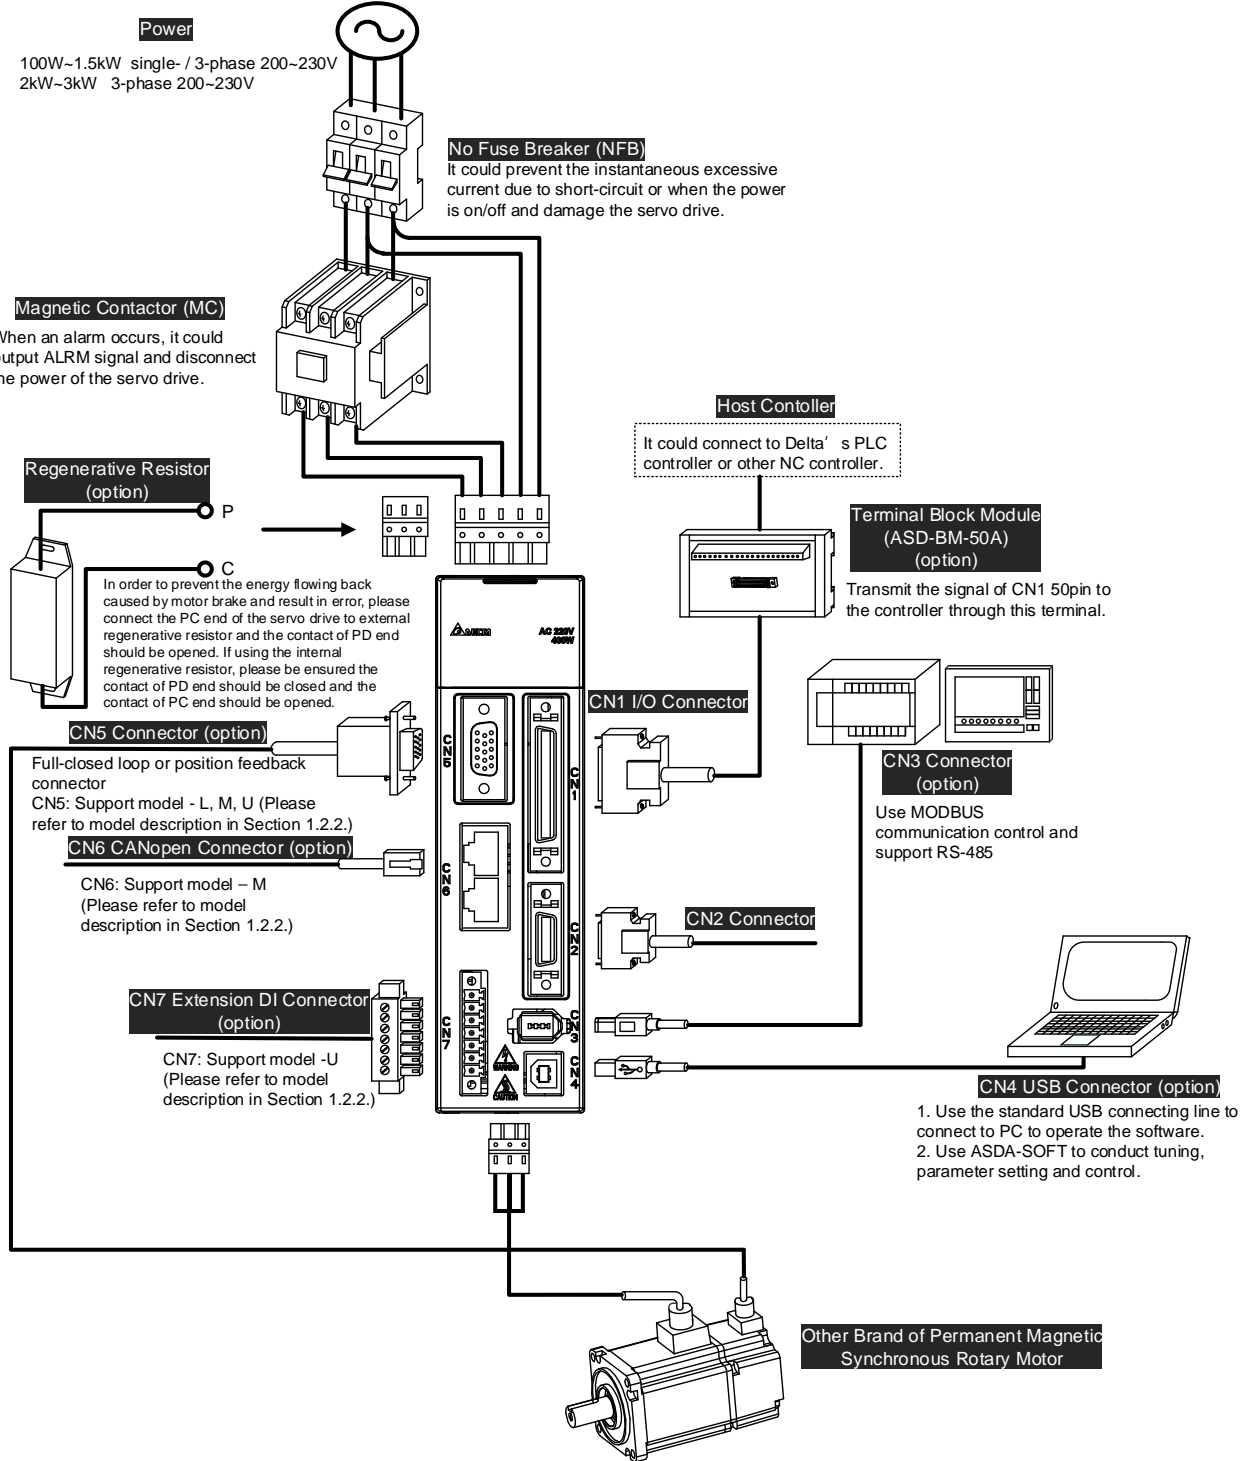 Power
100W~1.5kW single- / 3-phase 200~230V
2kW~3kW 3-phase 200~230V
No Fuse Breaker (NFB)
It could prevent the instantaneous excessive
current due to short-circuit or when the power
is on/off and damage the servo drive.
Magnetic Contactor (MC)
When an alarm occurs, it could
output ALRM signal and disconnect
the power of the servo drive.
Host Contoller
It could connect to Delta' s PLC
controller or other NC controller.
Regenerative Resistor
(option)
P
C
In order to prevent the energy flowing back
caused by motor brake and result in error, please
connect the PC end of the servo drive to external
regenerative resistor and the contact of PD end
should be opened. If using the internal
regenerative resistor, please be ensured the
contact of PD end should be closed and the
contact of PC end should be opened.
Terminal Block Module
(ASD-BM-50A)
(option)
Transmit the signal of CN1 50pin to
the controller through this terminal.
DELTA
AC 220V
400W
CN5
CN1
CN6
CN2
CN7
CN3
CN4
WARNING
CAUTION
CN1 I/O Connector
CN3 Connector
(option)
Use MODBUS
communication control and
support RS-485
CN5 Connector (option)
Full-closed loop or position feedback
connector
CN5: Support model - L, M, U (Please
refer to model description in Section 1.2.2.)
CN6 CANopen Connector (option)
CN6: Support model – M
(Please refer to model
description in Section 1.2.2.)
CN2 Connector
CN7 Extension DI Connector
(option)
CN7: Support model -U
(Please refer to model
description in Section 1.2.2.)
CN4 USB Connector (option)
1. Use the standard USB connecting line to
connect to PC to operate the software.
2. Use ASDA-SOFT to conduct tuning,
parameter setting and control.
Other Brand of Permanent Magnetic
Synchronous Rotary Motor